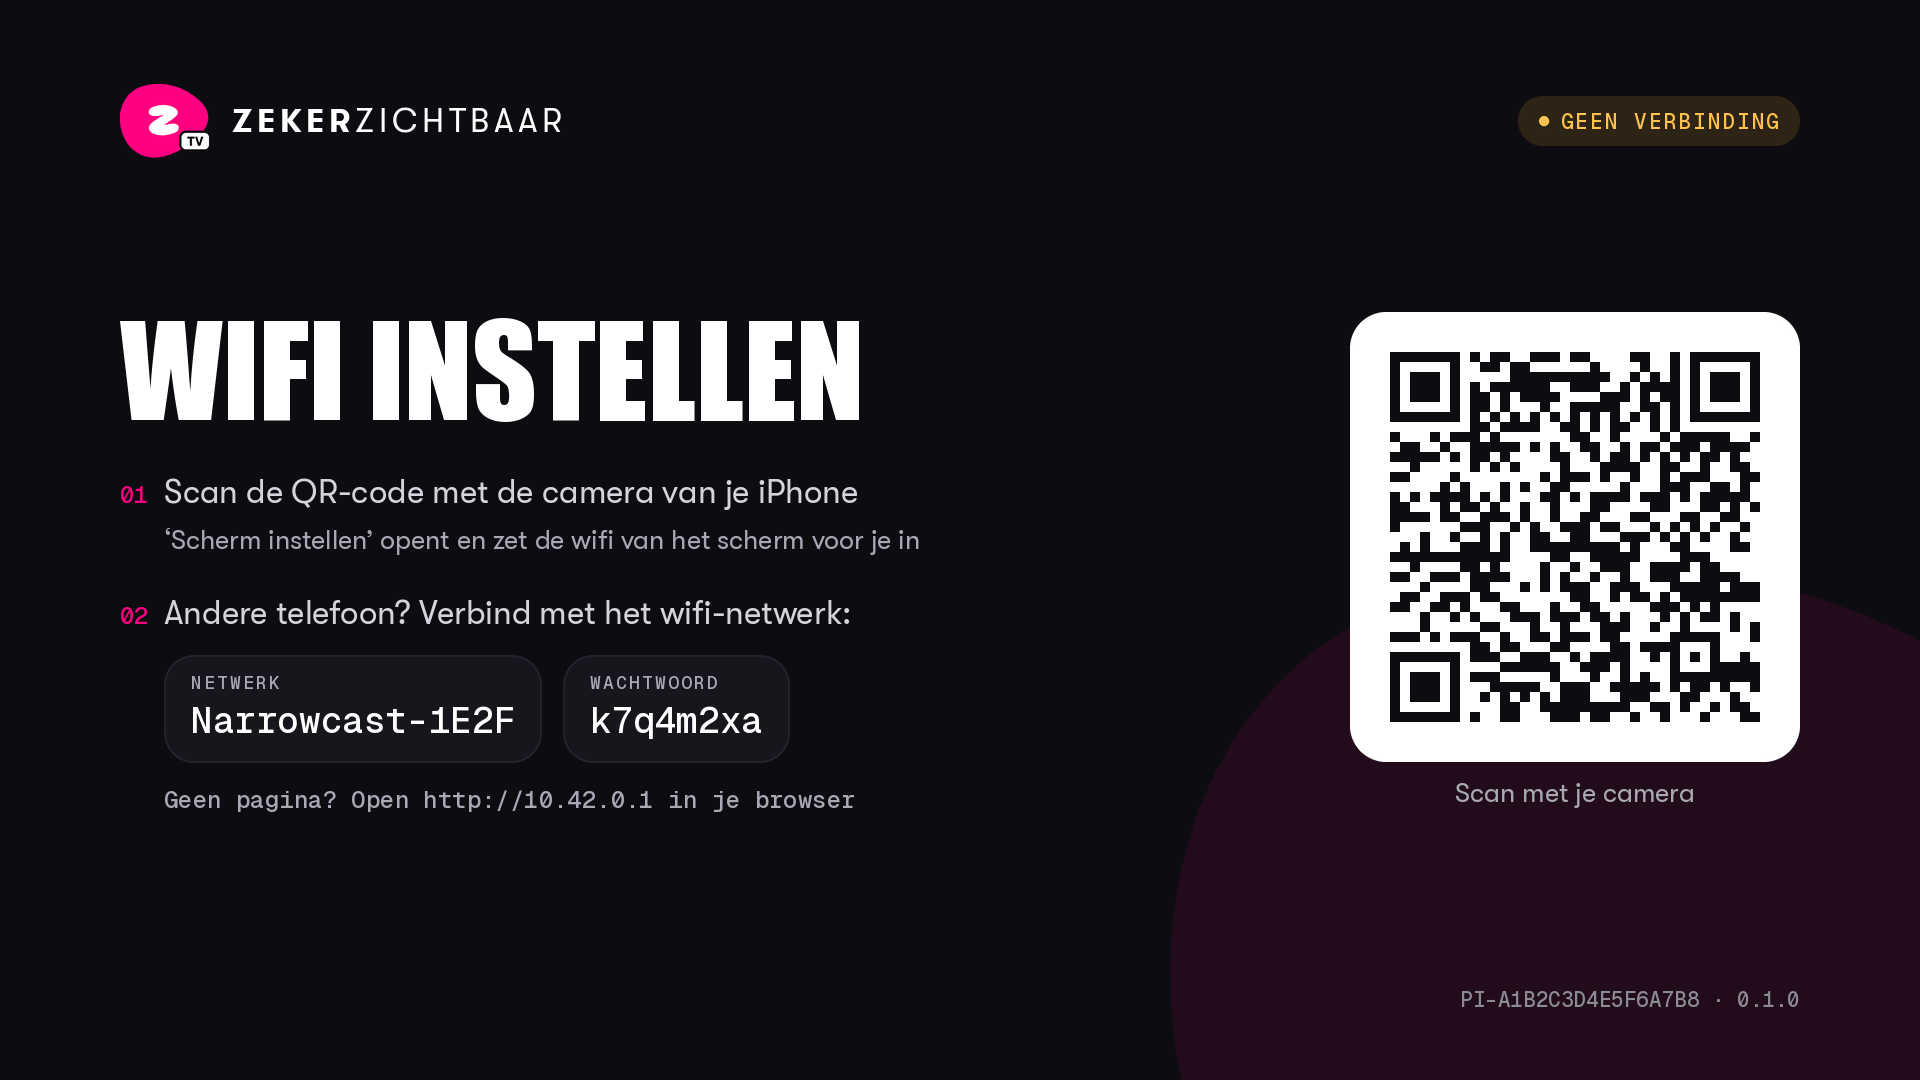 TV
ZEKERZICHTBAAR
GEEN VERBINDING
WIFI INSTELLEN
01 Scan de QR-code met de camera van je iPhone
‘Scherm instellen’ opent en zet de wifi van het scherm voor je in
02 Andere telefoon? Verbind met het wifi-netwerk:
NETWERK
Narrowcast-1E2F
WACHTWOORD
k7q4m2xa
Geen pagina? Open http://10.42.0.1 in je browser
Scan met je camera
PI-A1B2C3D4E5F6A7B8 · 0.1.0